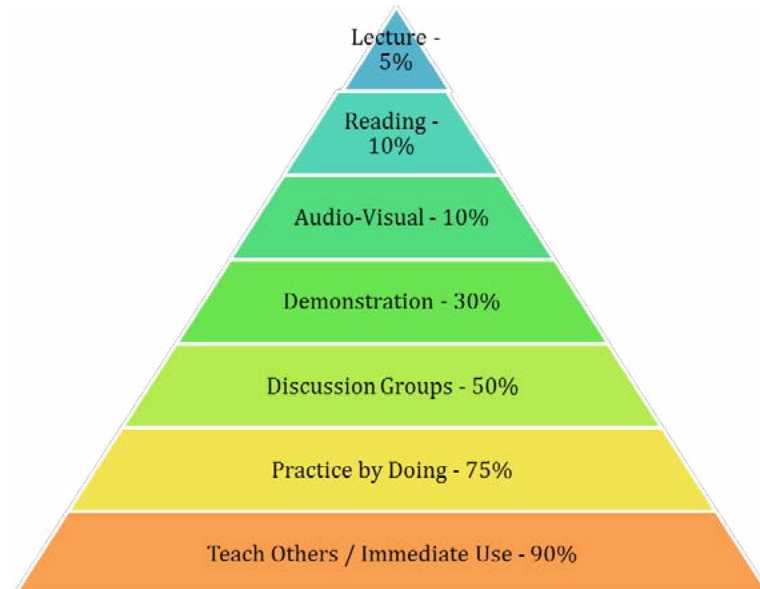 Lecture -
5%
Reading -
10%
Audio-Visual - 10%
Demonstration - 30%
Discussion Groups - 50%
Practice by Doing - 75%
Teach Others / Immediate Use - 90%